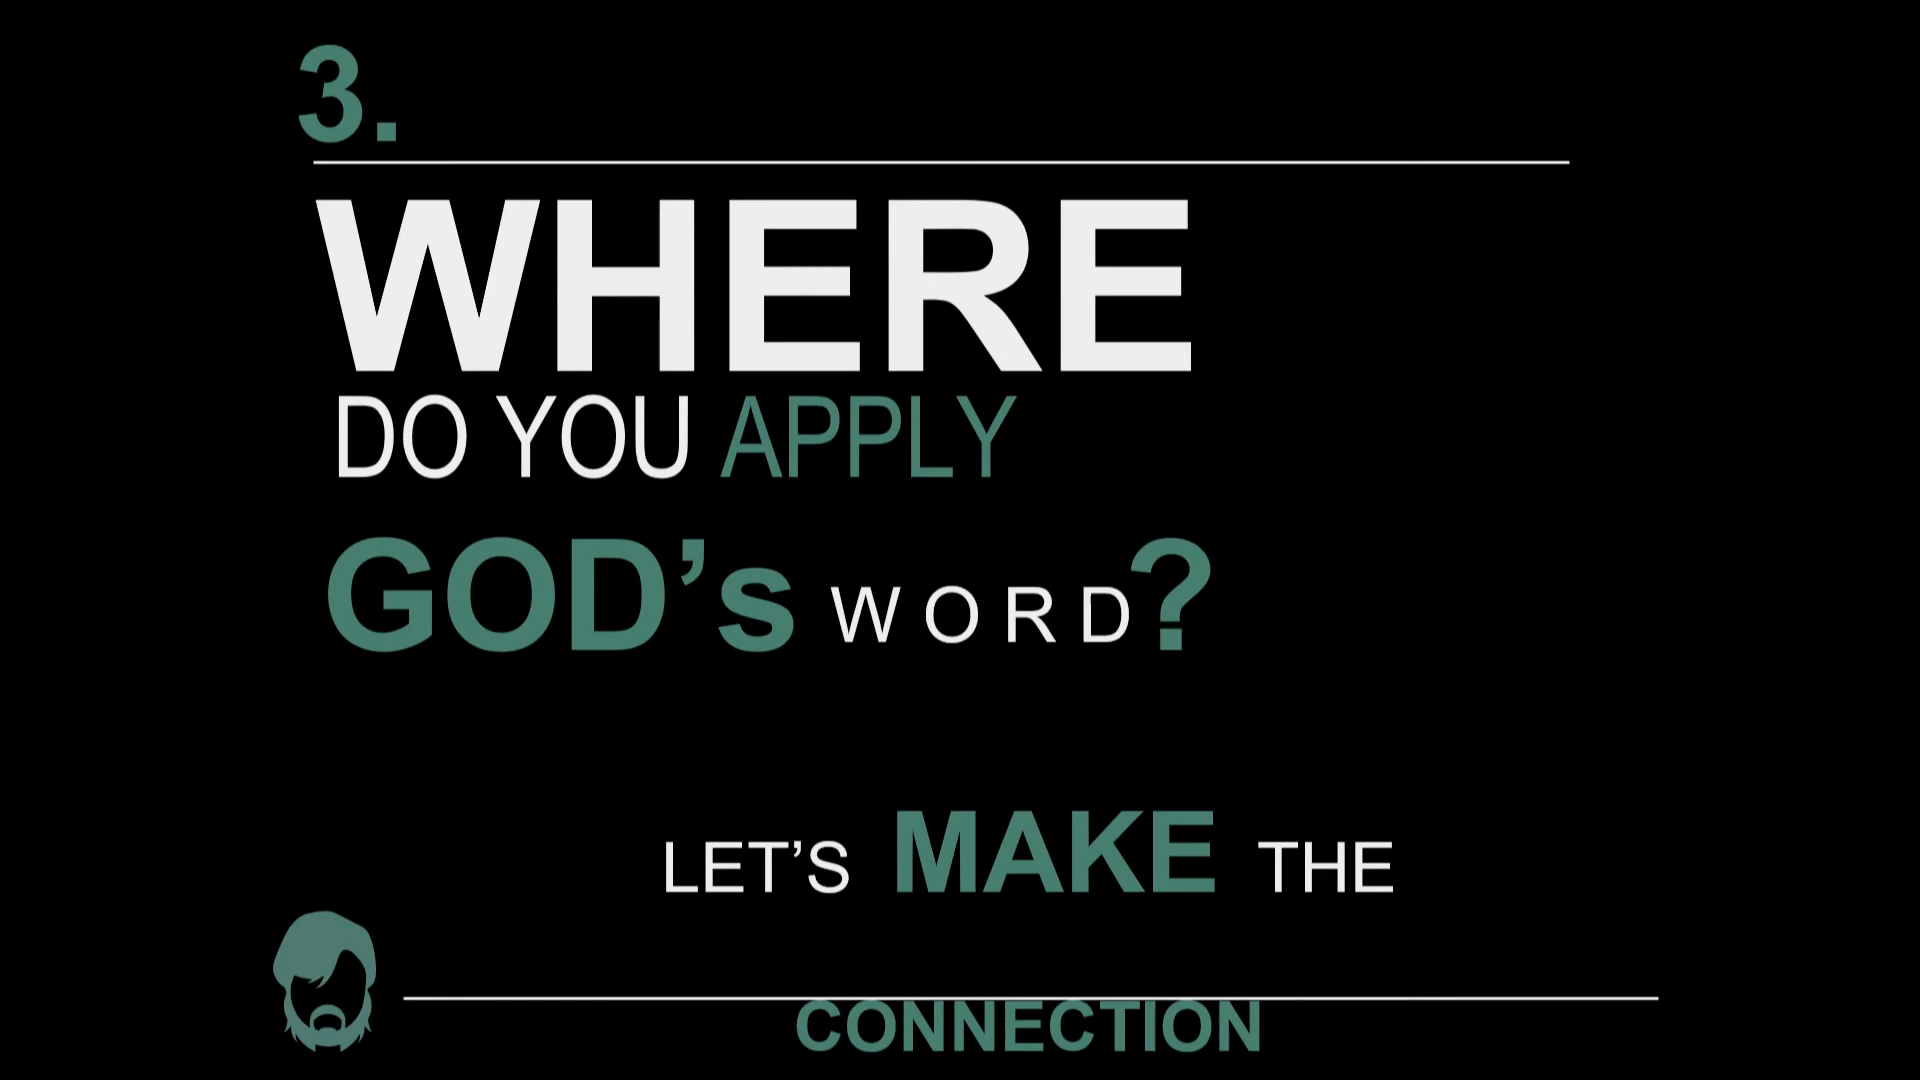 3.
WHERE
DO YOU APPLY
GOD’s WORD?
LET’S MAKE THE
CONNECTION